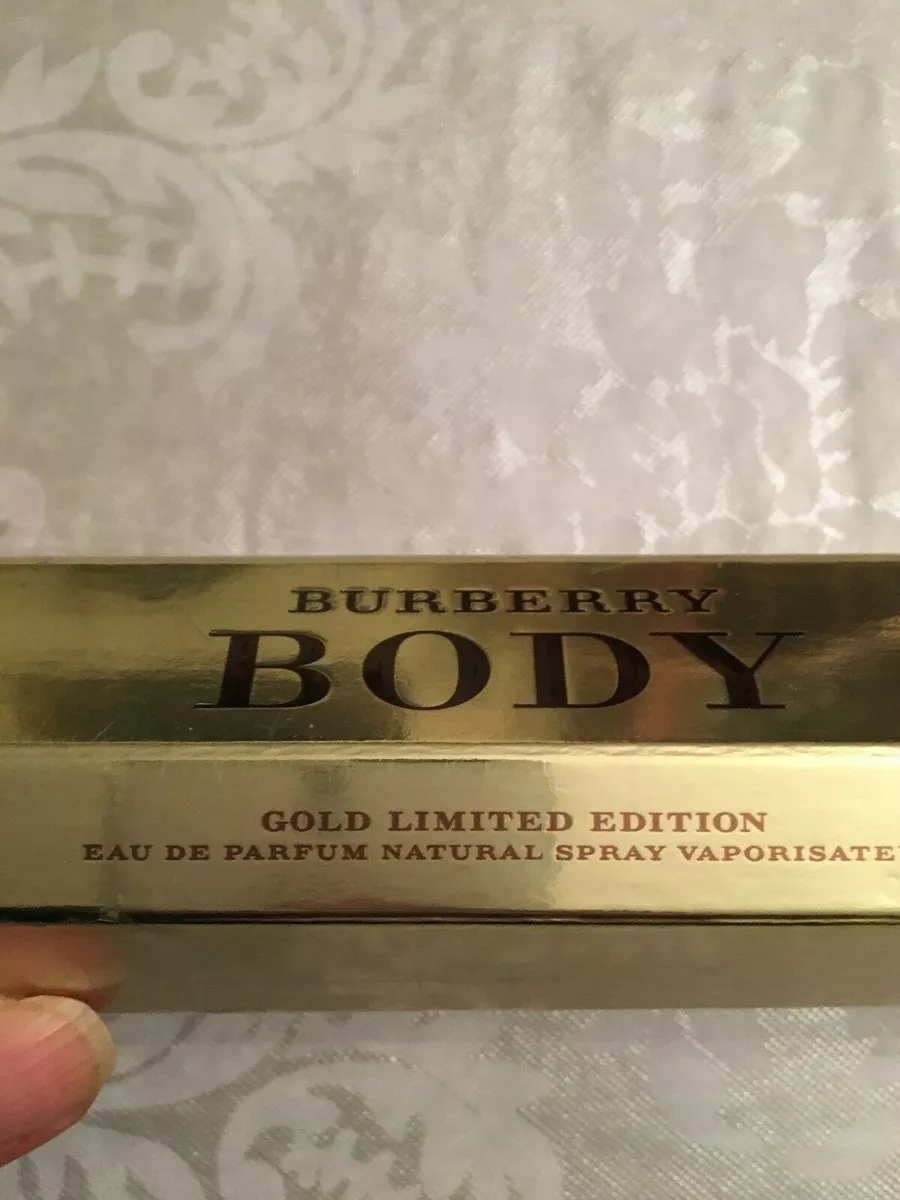 BURBERRY
BODY
GOLD LIMITED EDITION
EAU DE PARFUM NATURAL SPRAY